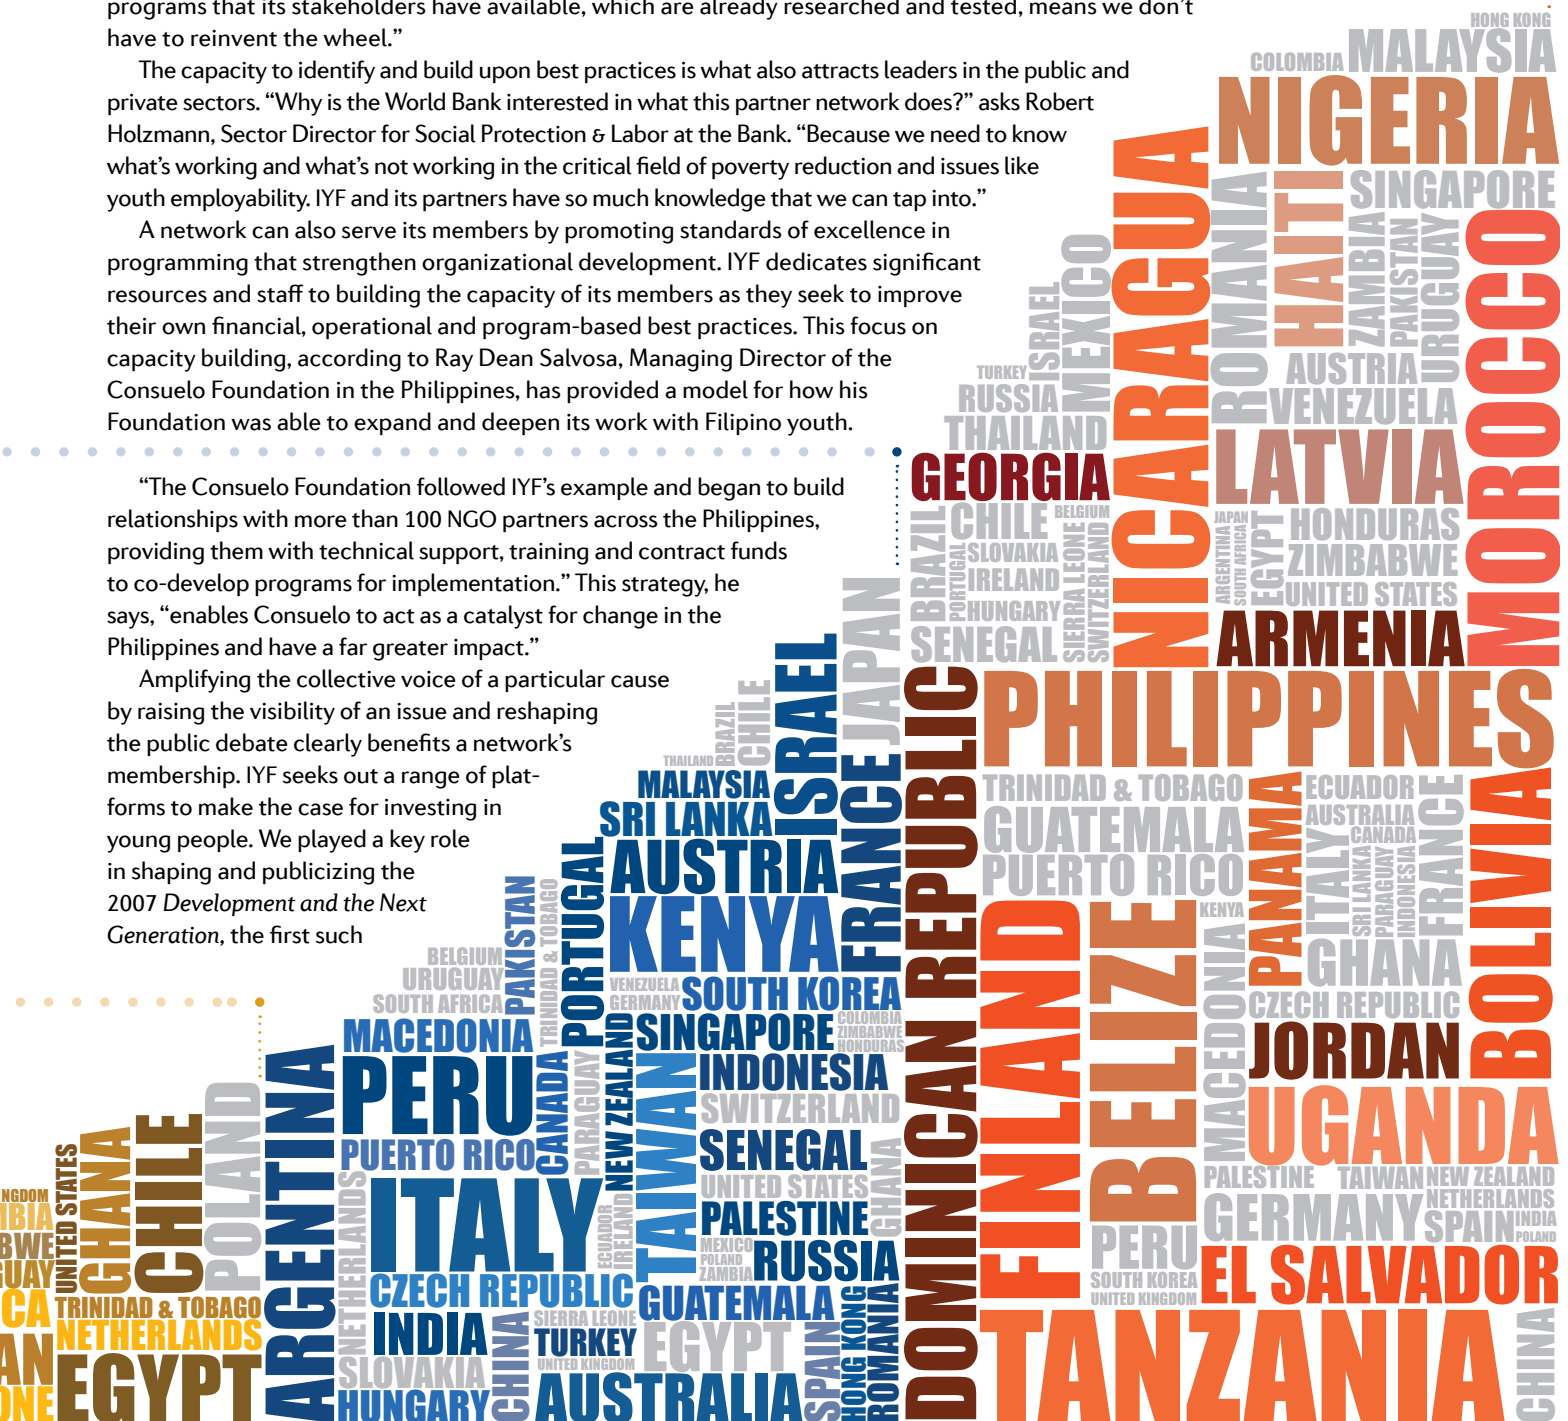 programs that its stakeholders have available, which are already researched and tested, means we don't
have to reinvent the wheel.”
The capacity to identify and build upon best practices is what also attracts leaders in the public and
private sectors. “Why is the World Bank interested in what this partner network does?” asks Robert
Holzmann, Sector Director for Social Protection & Labor at the Bank. “Because we need to know
what’s working and what’s not working in the critical field of poverty reduction and issues like
youth employability. IYF and its partners have so much knowledge that we can tap into.”
A network can also serve its members by promoting standards of excellence in
programming that strengthen organizational development. IYF dedicates significant
resources and staff to building the capacity of its members as they seek to improve
their own financial, operational and program-based best practices. This focus on
capacity building, according to Ray Dean Salvosa, Managing Director of the
Consuelo Foundation in the Philippines, has provided a model for how his
Foundation was able to expand and deepen its work with Filipino youth.
“The Consuelo Foundation followed IYF’s example and began to build
relationships with more than 100 NGO partners across the Philippines,
providing them with technical support, training and contract funds
to co-develop programs for implementation.” This strategy, he
says, “enables Consuelo to act as a catalyst for change in the
Philippines and have a far greater impact.”
Amplifying the collective voice of a particular cause
by raising the visibility of an issue and reshaping
the public debate clearly benefits a network’s
membership. IYF seeks out a range of plat-
forms to make the case for investing in
young people. We played a key role
in shaping and publicizing the
2007 Development and the Next
Generation, the first such
NGDOM
MBIA
BWE
GUAY
CA
AN
ONE
UNITED STATES
GHANA
CHILE
POLAND
TRINIDAD & TOBAGO
NETHERLANDS
EGYPT
ARGENTINA
BELGIUM
URUGUAY
SOUTH AFRICA
PAKISTAN
TRINIDAD & TOBAGO
PORTUGAL
MACEDONIA
PERU
PUERTO RICO
CANADA
PARAGUAY
NEW ZEALAND
NETHERLANDS
ITALY
ECUADOR
IRELAND
CZECH REPUBLIC
INDIA
SLOVAKIA
HUNGARY
CHINA
SIERRA LEONE
TURKEY
UNITED KINGDOM
AUSTRALIA
THAILAND
BRAZIL
CHILE
MALAYSIA
SRI LANKA
ISRAEL
JAPAN
AUSTRIA
KENYA
FRANCE
VENEZUELA
GERMANY
SOUTH KOREA
SINGAPORE
COLOMBIA
ZIMBABWE
HONDURAS
TAIWAN
INDONESIA
SWITZERLAND
SENEGAL
UNITED STATES
GHANA
PALESTINE
MEXICO
POLAND
ZAMBIA
RUSSIA
GUATEMALA
EGYPT
SPAIN
HONG KONG
ROMANIA
DOMINICAN REPUBLIC
HONG KONG
COLOMBIA
MALAYSIA
NIGERIA
NICARAGUA
ROMANIA
HAITI
SINGAPORE
ZAMBIA
PAKISTAN
URUGUAY
MOROCCO
AUSTRIA
VENEZUELA
LATVIA
ISRAEL
MEXICO
TURKEY
RUSSIA
THAILAND
GEORGIA
BRAZIL
CHILE
BELGIUM
PORTUGAL
SLOVAKIA
IRELAND
HUNGARY
SENEGAL
SIERRA LEONE
SWITZERLAND
JAPAN
ARGENTINA
SOUTH AFRICA
EGYPT
HONDURAS
ZIMBABWE
UNITED STATES
ARMENIA
PHILIPPINES
TRINIDAD & TOBAGO
GUATEMALA
PUERTO RICO
PANAMA
ECUADOR
AUSTRALIA
CANADA
ITALY
SRI LANKA
PARAGUAY
INDONESIA
FRANCE
BOLIVIA
FINLAND
BELIZE
KENYA
MACEDONIA
GHANA
CZECH REPUBLIC
JORDAN
UGANDA
PALESTINE
TAIWAN
NEW ZEALAND
GERMANY
NETHERLANDS
SPAIN
INDIA
POLAND
PERU
SOUTH KOREA
UNITED KINGDOM
EL SALVADOR
TANZANIA
CHINA